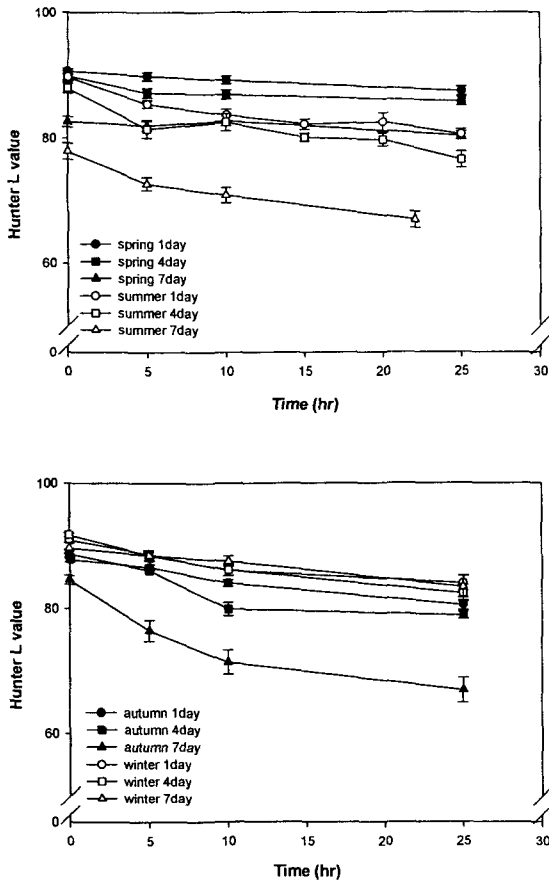 100
80
60
0
Hunter L value
spring 1day
spring 4day
spring 7day
summer 1day
summer 4day
summer 7day
0 5 10 15 20 25 30
Time (hr)
100
80
60
0
Hunter L value
autumn 1day
autumn 4day
autumn 7day
winter 1day
winter 4day
winter 7day
0 5 10 15 20 25 30
Time (hr)